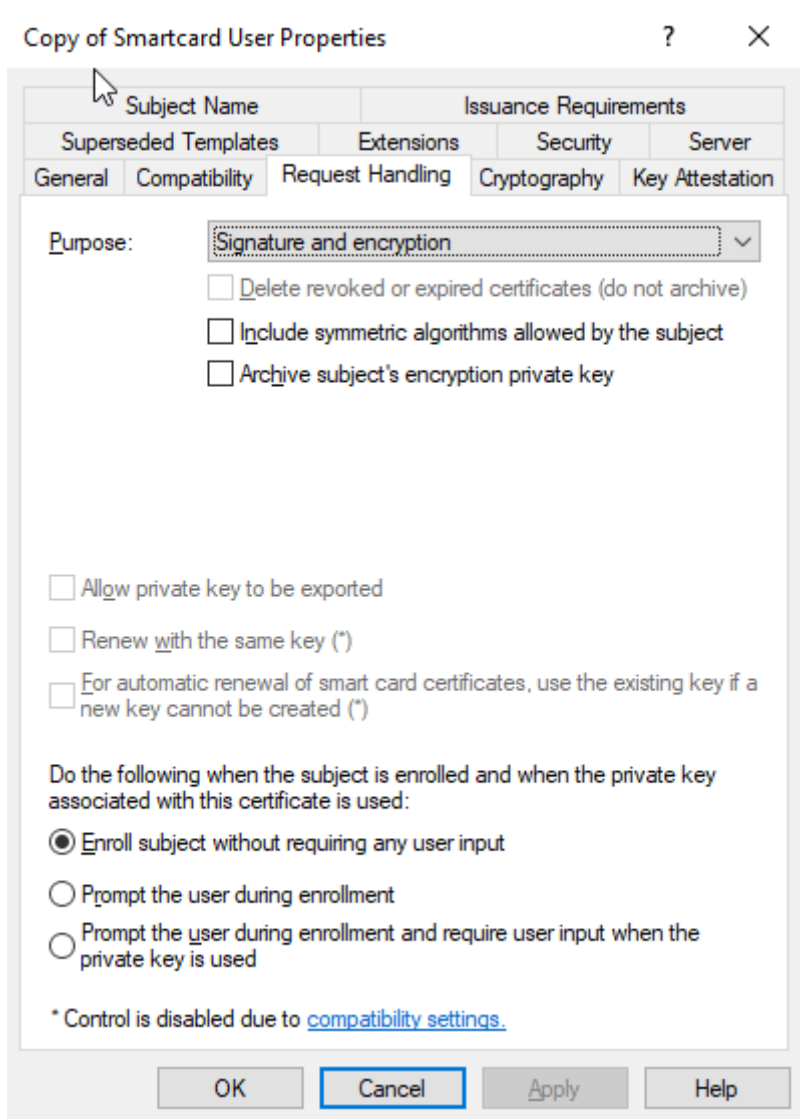 Copy of Smartcard User Properties
Subject Name
Issuance Requirements
Superseded Templates
Extensions
Security
Server
General
Compatibility
Request Handling
Cryptography
Key Attestation
Purpose:
Signature and encryption
Delete revoked or expired certificates (do not archive)
Include symmetric algorithms allowed by the subject
Archive subject's encryption private key
Allow private key to be exported
Renew with the same key (*)
For automatic renewal of smart card certificates, use the existing key if a
new key cannot be created (*)
Do the following when the subject is enrolled and when the private key
associated with this certificate is used:
Enroll subject without requiring any user input
Prompt the user during enrollment
Prompt the user during enrollment and require user input when the
private key is used
* Control is disabled due to compatibility settings.
OK
Cancel
Apply
Help